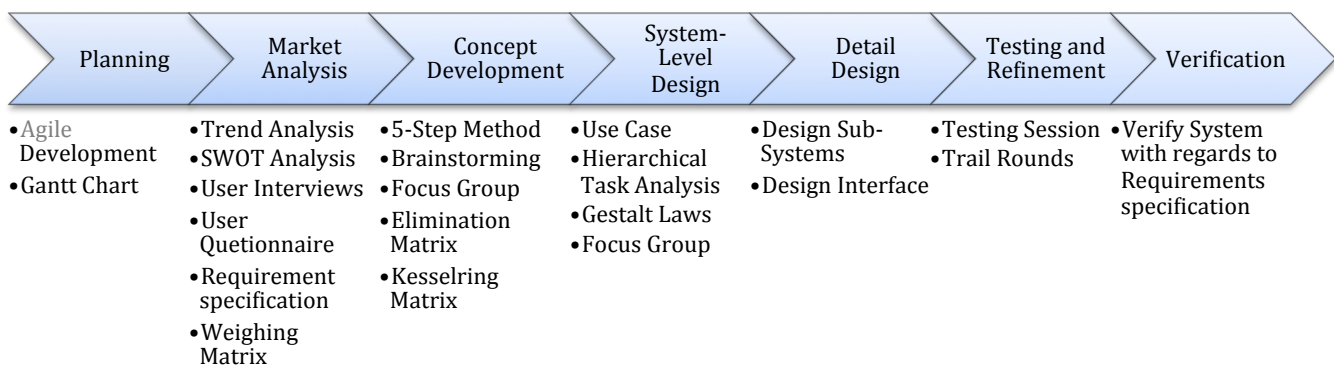 Planning
Market
Analysis
Concept
Development
System-
Level
Design
Detail
Design
Testing and
Refinement
Verification
•Agile
Development
•Gantt Chart
•Trend Analysis
•SWOT Analysis
•User Interviews
•User
Quetionnaire
•Requirement
specification
•Weighing
Matrix
•5-Step Method
•Brainstorming
•Focus Group
•Elimination
Matrix
•Kesselring
Matrix
•Use Case
•Hierarchical
Task Analysis
•Gestalt Laws
•Focus Group
•Design Sub-
Systems
•Design Interface
•Testing Session
•Trail Rounds
•Verify System
with regards to
Requirements
specification